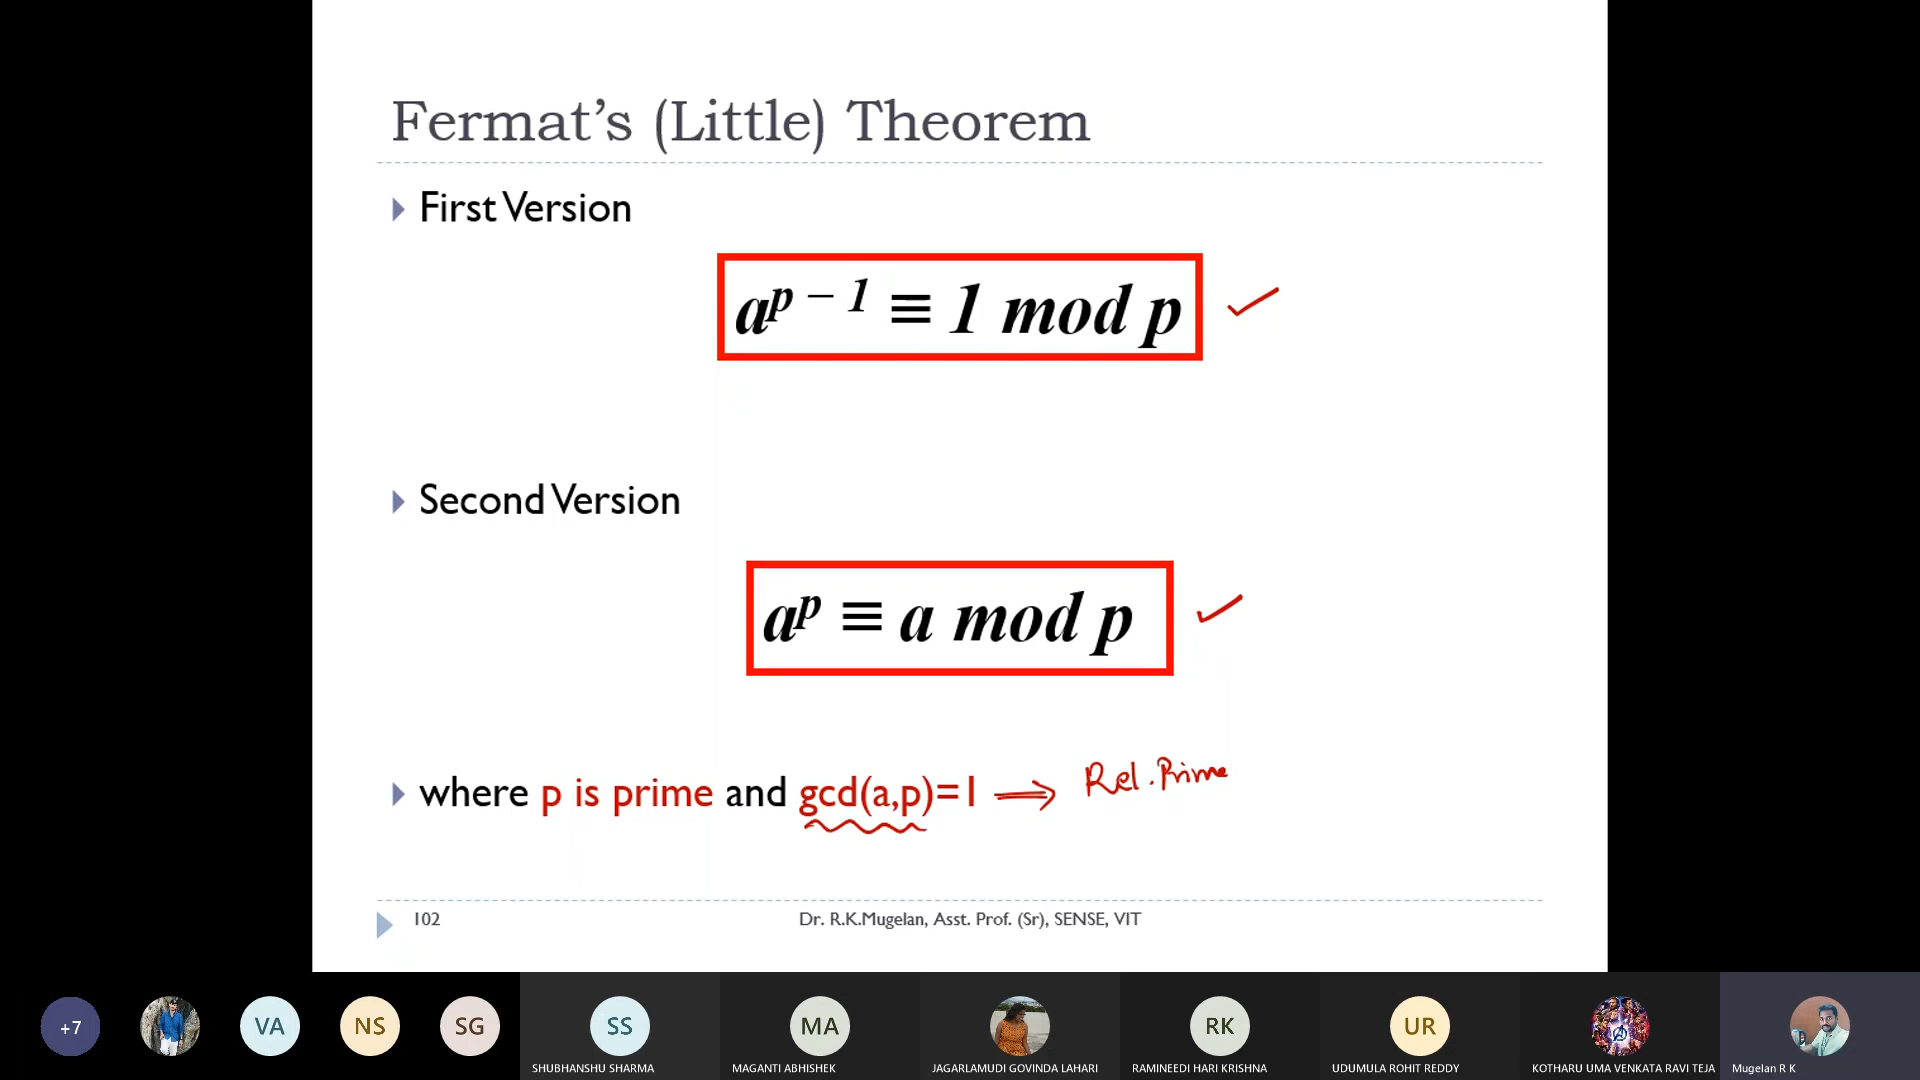 Fermat's (Little) Theorem
First Version
a^{p – 1} ≡ 1 mod p
Second Version
a^p ≡ a mod p
where p is prime and gcd(a,p)=1 ⟹ Rel. Prime
102 Dr. R.K.Mugelan, Asst. Prof. (Sr), SENSE, VIT
+7 VA NS SG SS MA RK UR
SHUBHANSHU SHARMA MAGANTI ABHISHEK JAGARLAMUDI GOVINDA LAHARI RAMINEEDI HARI KRISHNA UDUMULA ROHIT REDDY KOTHARU UMA VENKATA RAVI TEJA Mugelan R K